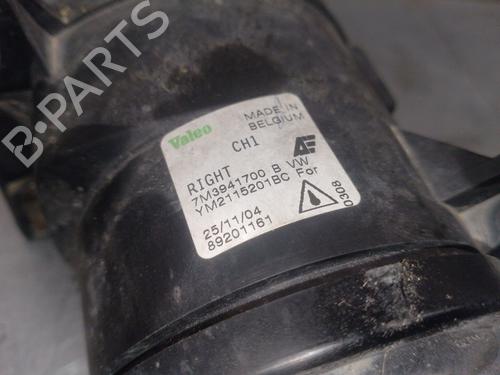 Valeo
MADE IN
BELGIUM
CH1
RIGHT
7M3941700 B VW
YM2115201BC For
25/11/04
89201161
0308
B-PARTS